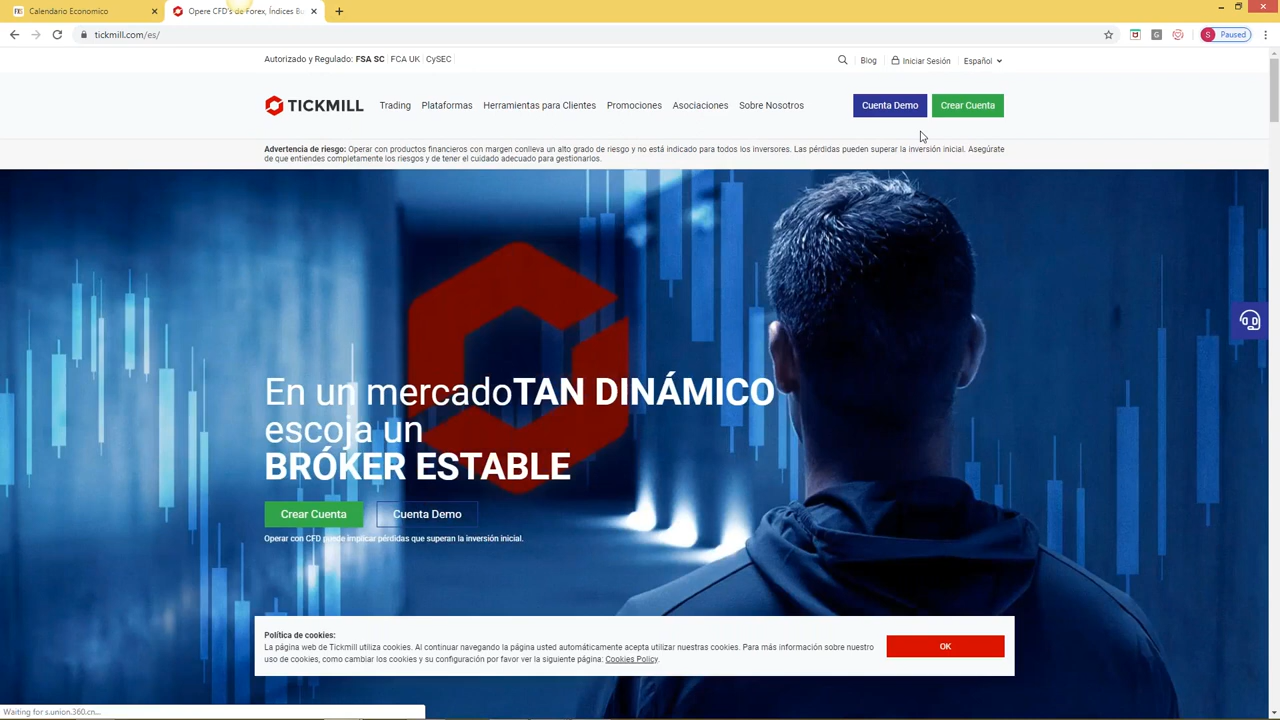 Calendario Economico
Opere CFD's de Forex, Índices Bu
tickmill.com/es/
Paused
Autorizado y Regulado: FSA SC FCA UK CySEC
Blog
Iniciar Sesión
Español
TICKMILL
Trading
Plataformas
Herramientas para Clientes
Promociones
Asociaciones
Sobre Nosotros
Cuenta Demo
Crear Cuenta
Advertencia de riesgo: Operar con productos financieros con margen conlleva un alto grado de riesgo y no está indicado para todos los inversores. Las pérdidas pueden superar la inversión inicial. Asegúrate
de que entiendes completamente los riesgos y de tener el cuidado adecuado para gestionarlos.
En un mercadoTAN DINÁMICO
escoja un
BRÓKER ESTABLE
Crear Cuenta
Cuenta Demo
Operar con CFD puede implicar pérdidas que superan la inversión inicial.
Política de cookies:
La página web de Tickmill utiliza cookies. Al continuar navegando la página usted automáticamente acepta utilizar nuestras cookies. Para más información sobre nuestro
uso de cookies, como cambiar los cookies y su configuración por favor ver la siguiente página: Cookies Policy.
OK
Waiting for s.union.360.cn...